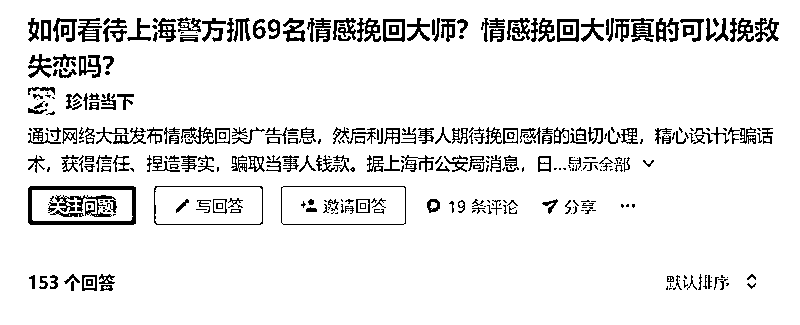 如何看待上海警方抓69名情感挽回大师？情感挽回大师真的可以挽救
失恋吗？
珍惜当下
通过网络大量发布情感挽回类广告信息，然后利用当事人期待挽回感情的迫切心理，精心设计诈骗话
术，获得信任、捏造事实，骗取当事人钱款。据上海市公安局消息，日...显示全部
关注问题 写回答 邀请回答 19 条评论 分享 ...
153 个回答 默认排序